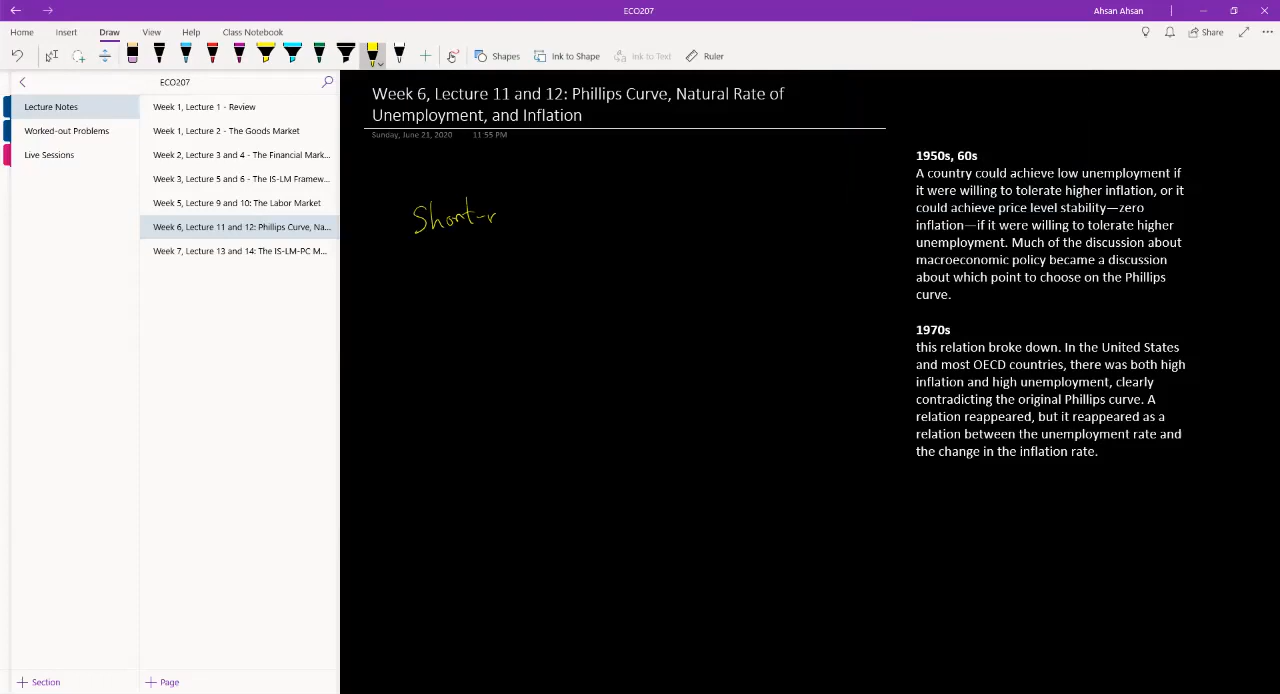 ECO207
Ahsan Ahsan
Home Insert Draw View Help Class Notebook
Share
Shapes Ink to Shape Ink to Text Ruler
ECO207
Lecture Notes
Worked-out Problems
Live Sessions
Week 1, Lecture 1 - Review
Week 1, Lecture 2 - The Goods Market
Week 2, Lecture 3 and 4 - The Financial Mark...
Week 3, Lecture 5 and 6 - The IS-LM Framew...
Week 5, Lecture 9 and 10: The Labor Market
Week 6, Lecture 11 and 12: Phillips Curve, Na...
Week 7, Lecture 13 and 14: The IS-LM-PC M...
Section
Page
Week 6, Lecture 11 and 12: Phillips Curve, Natural Rate of
Unemployment, and Inflation
Sunday, June 21, 2020 11:55 PM
Short-r
1950s, 60s
A country could achieve low unemployment if
it were willing to tolerate higher inflation, or it
could achieve price level stability—zero
inflation—if it were willing to tolerate higher
unemployment. Much of the discussion about
macroeconomic policy became a discussion
about which point to choose on the Phillips
curve.
1970s
this relation broke down. In the United States
and most OECD countries, there was both high
inflation and high unemployment, clearly
contradicting the original Phillips curve. A
relation reappeared, but it reappeared as a
relation between the unemployment rate and
the change in the inflation rate.